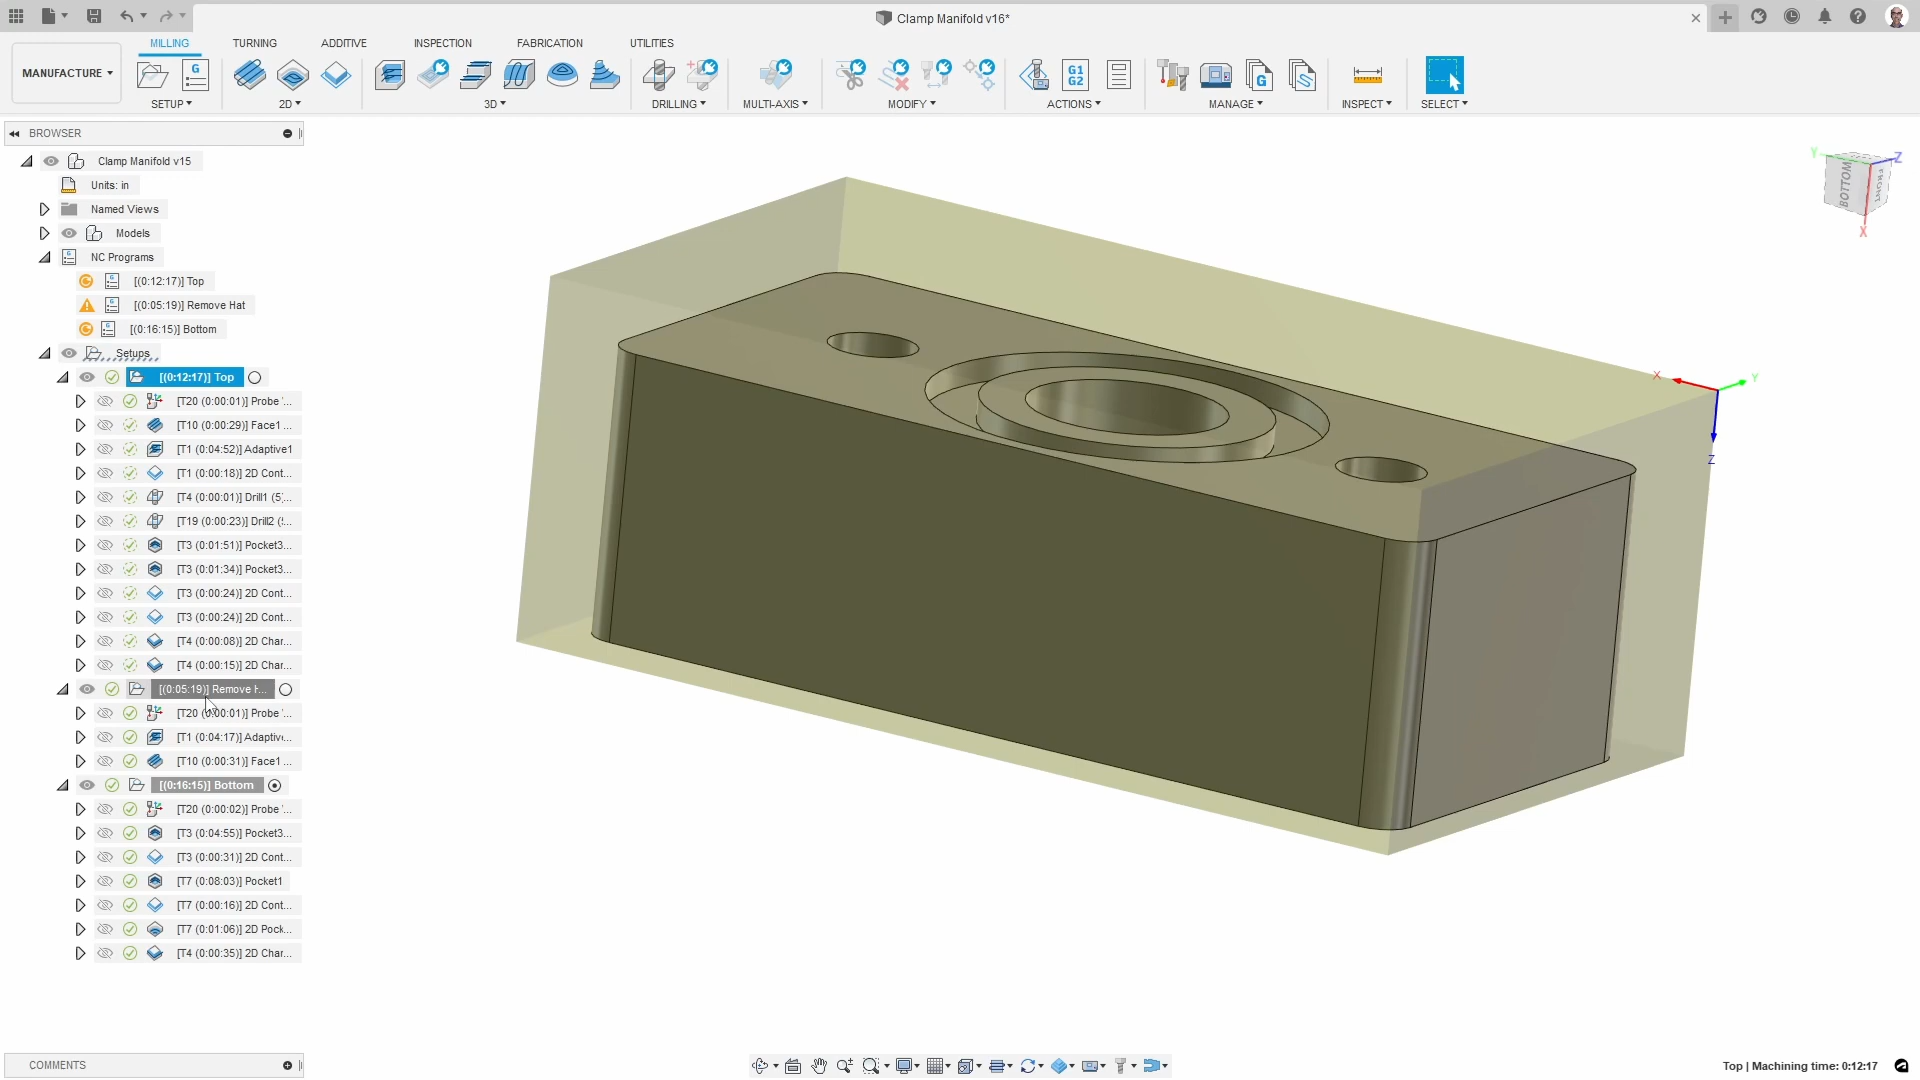 Clamp Manifold v16*
MANUFACTURE
MILLING
TURNING
ADDITIVE
INSPECTION
FABRICATION
UTILITIES
SETUP
2D
3D
DRILLING
MULTI-AXIS
MODIFY
ACTIONS
MANAGE
INSPECT
SELECT
G
G1
G2
G
BROWSER
Clamp Manifold v15
Units: in
Named Views
Models
NC Programs
[(0:12:17)] Top
[(0:05:19)] Remove Hat
[(0:16:15)] Bottom
Setups
[(0:12:17)] Top
[T20 (0:00:01)] Probe '...
[T10 (0:00:29)] Face1 ...
[T1 (0:04:52)] Adaptive1
[T1 (0:00:18)] 2D Cont...
[T4 (0:00:01)] Drill1 (5)...
[T19 (0:00:23)] Drill2 (...
[T3 (0:01:51)] Pocket3...
[T3 (0:01:34)] Pocket3...
[T3 (0:00:24)] 2D Cont...
[T3 (0:00:24)] 2D Cont...
[T4 (0:00:08)] 2D Cha...
[T4 (0:00:15)] 2D Cha...
[(0:05:19)] Remove H...
[T20 (0:00:01)] Probe '...
[T1 (0:04:17)] Adaptiv...
[T10 (0:00:31)] Face1 ...
[(0:16:15)] Bottom
[T20 (0:00:02)] Probe '...
[T3 (0:04:55)] Pocket3...
[T3 (0:00:31)] 2D Cont...
[T7 (0:08:03)] Pocket1
[T7 (0:00:16)] 2D Cont...
[T7 (0:01:06)] 2D Pock...
[T4 (0:00:35)] 2D Cha...
Y
Z
BOTTOM
FRONT
X
X
Y
Z
COMMENTS
Top | Machining time: 0:12:17